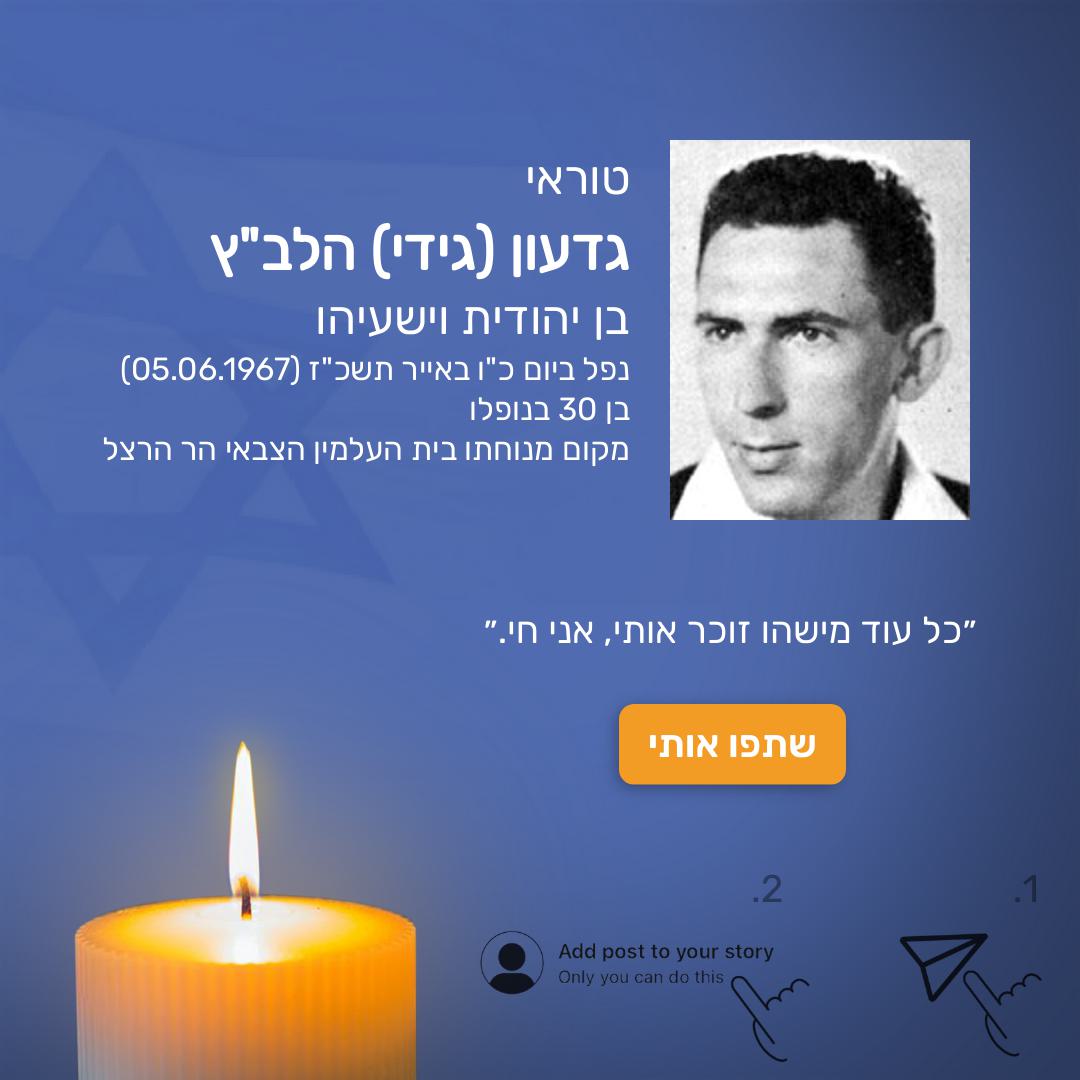 טוראי
גדעון (גידי) הלב"ץ
בן יהודית וישעיהו
נפל ביום כ"ו באייר תשכ"ז (05.06.1967)
בן 30 בנופלו
מקום מנוחתו בית העלמין הצבאי הר הרצל
״כל עוד מישהו זוכר אותי, אני חי.״
שתפו אותי
.1
.2
Add post to your story
Only you can do this